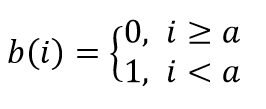 b(i) = { 0, i ≥ a
1, i < a